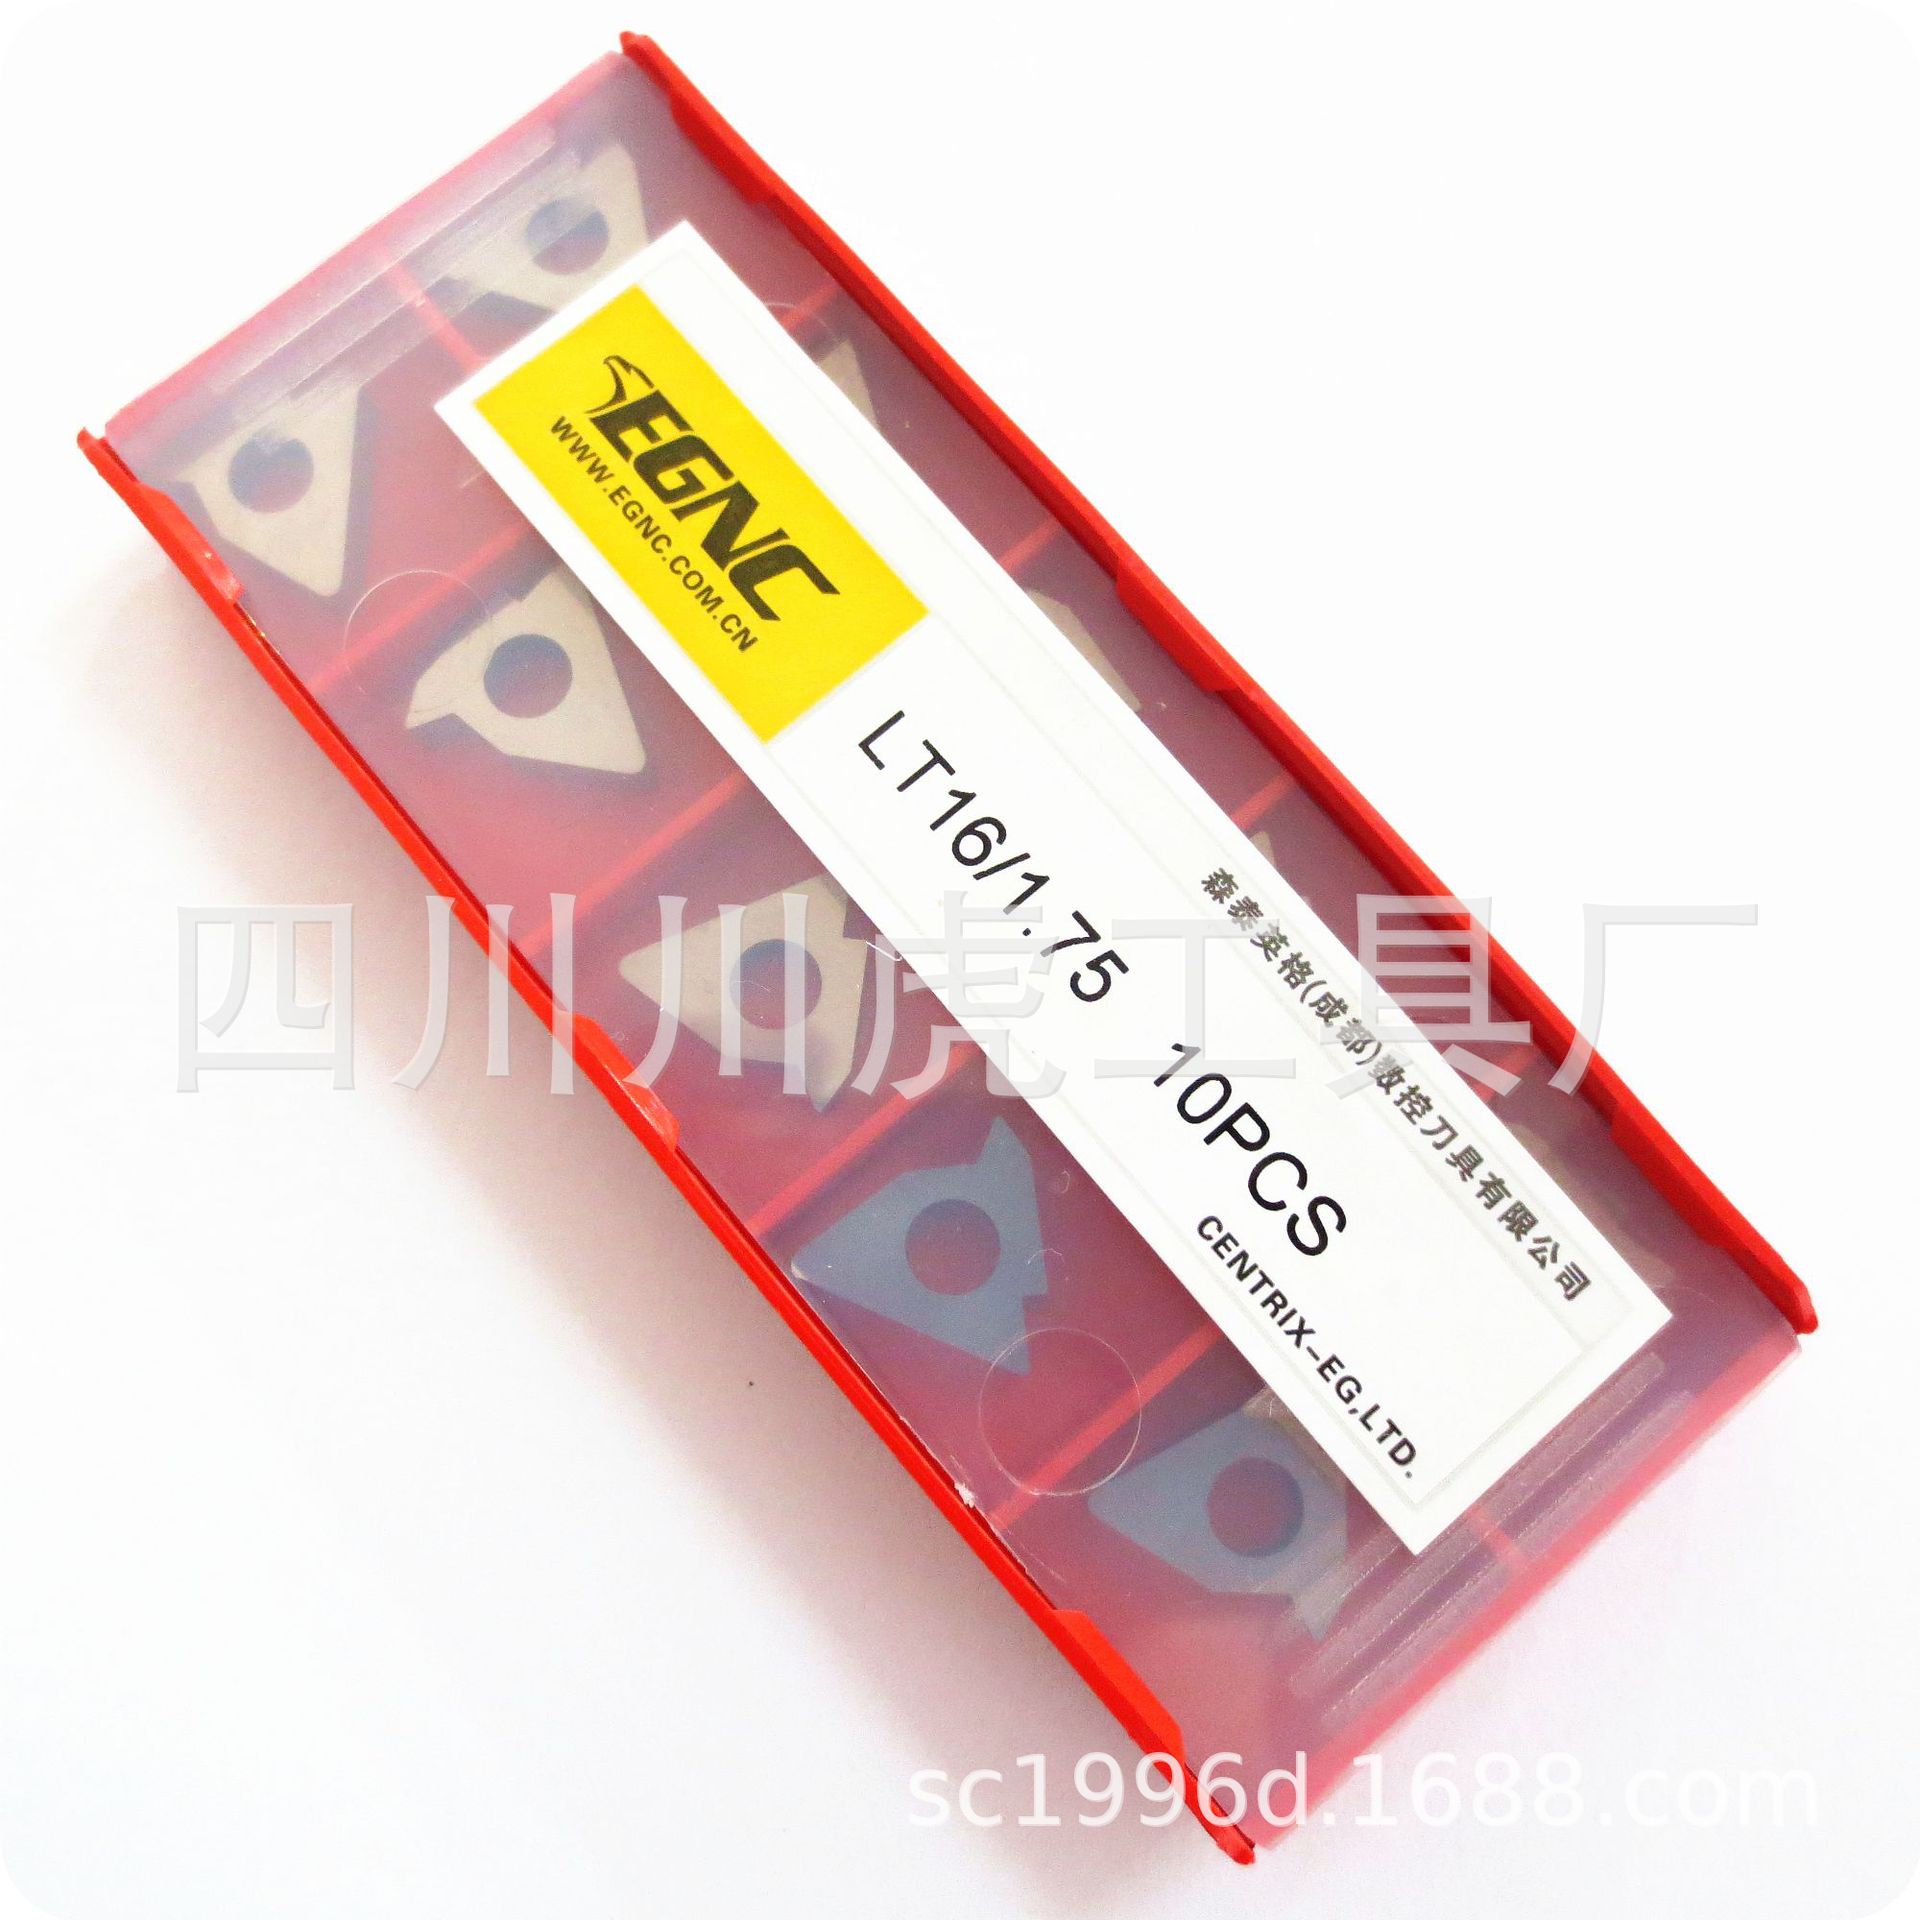 EGNC
WWW.EGNC.COM.CN
LT16/1.75 10PCS
森泰英格(成都)数控刀具有限公司
CENTRIX-EG,LTD.
四川川虎工具厂
sc1996d.1688.com